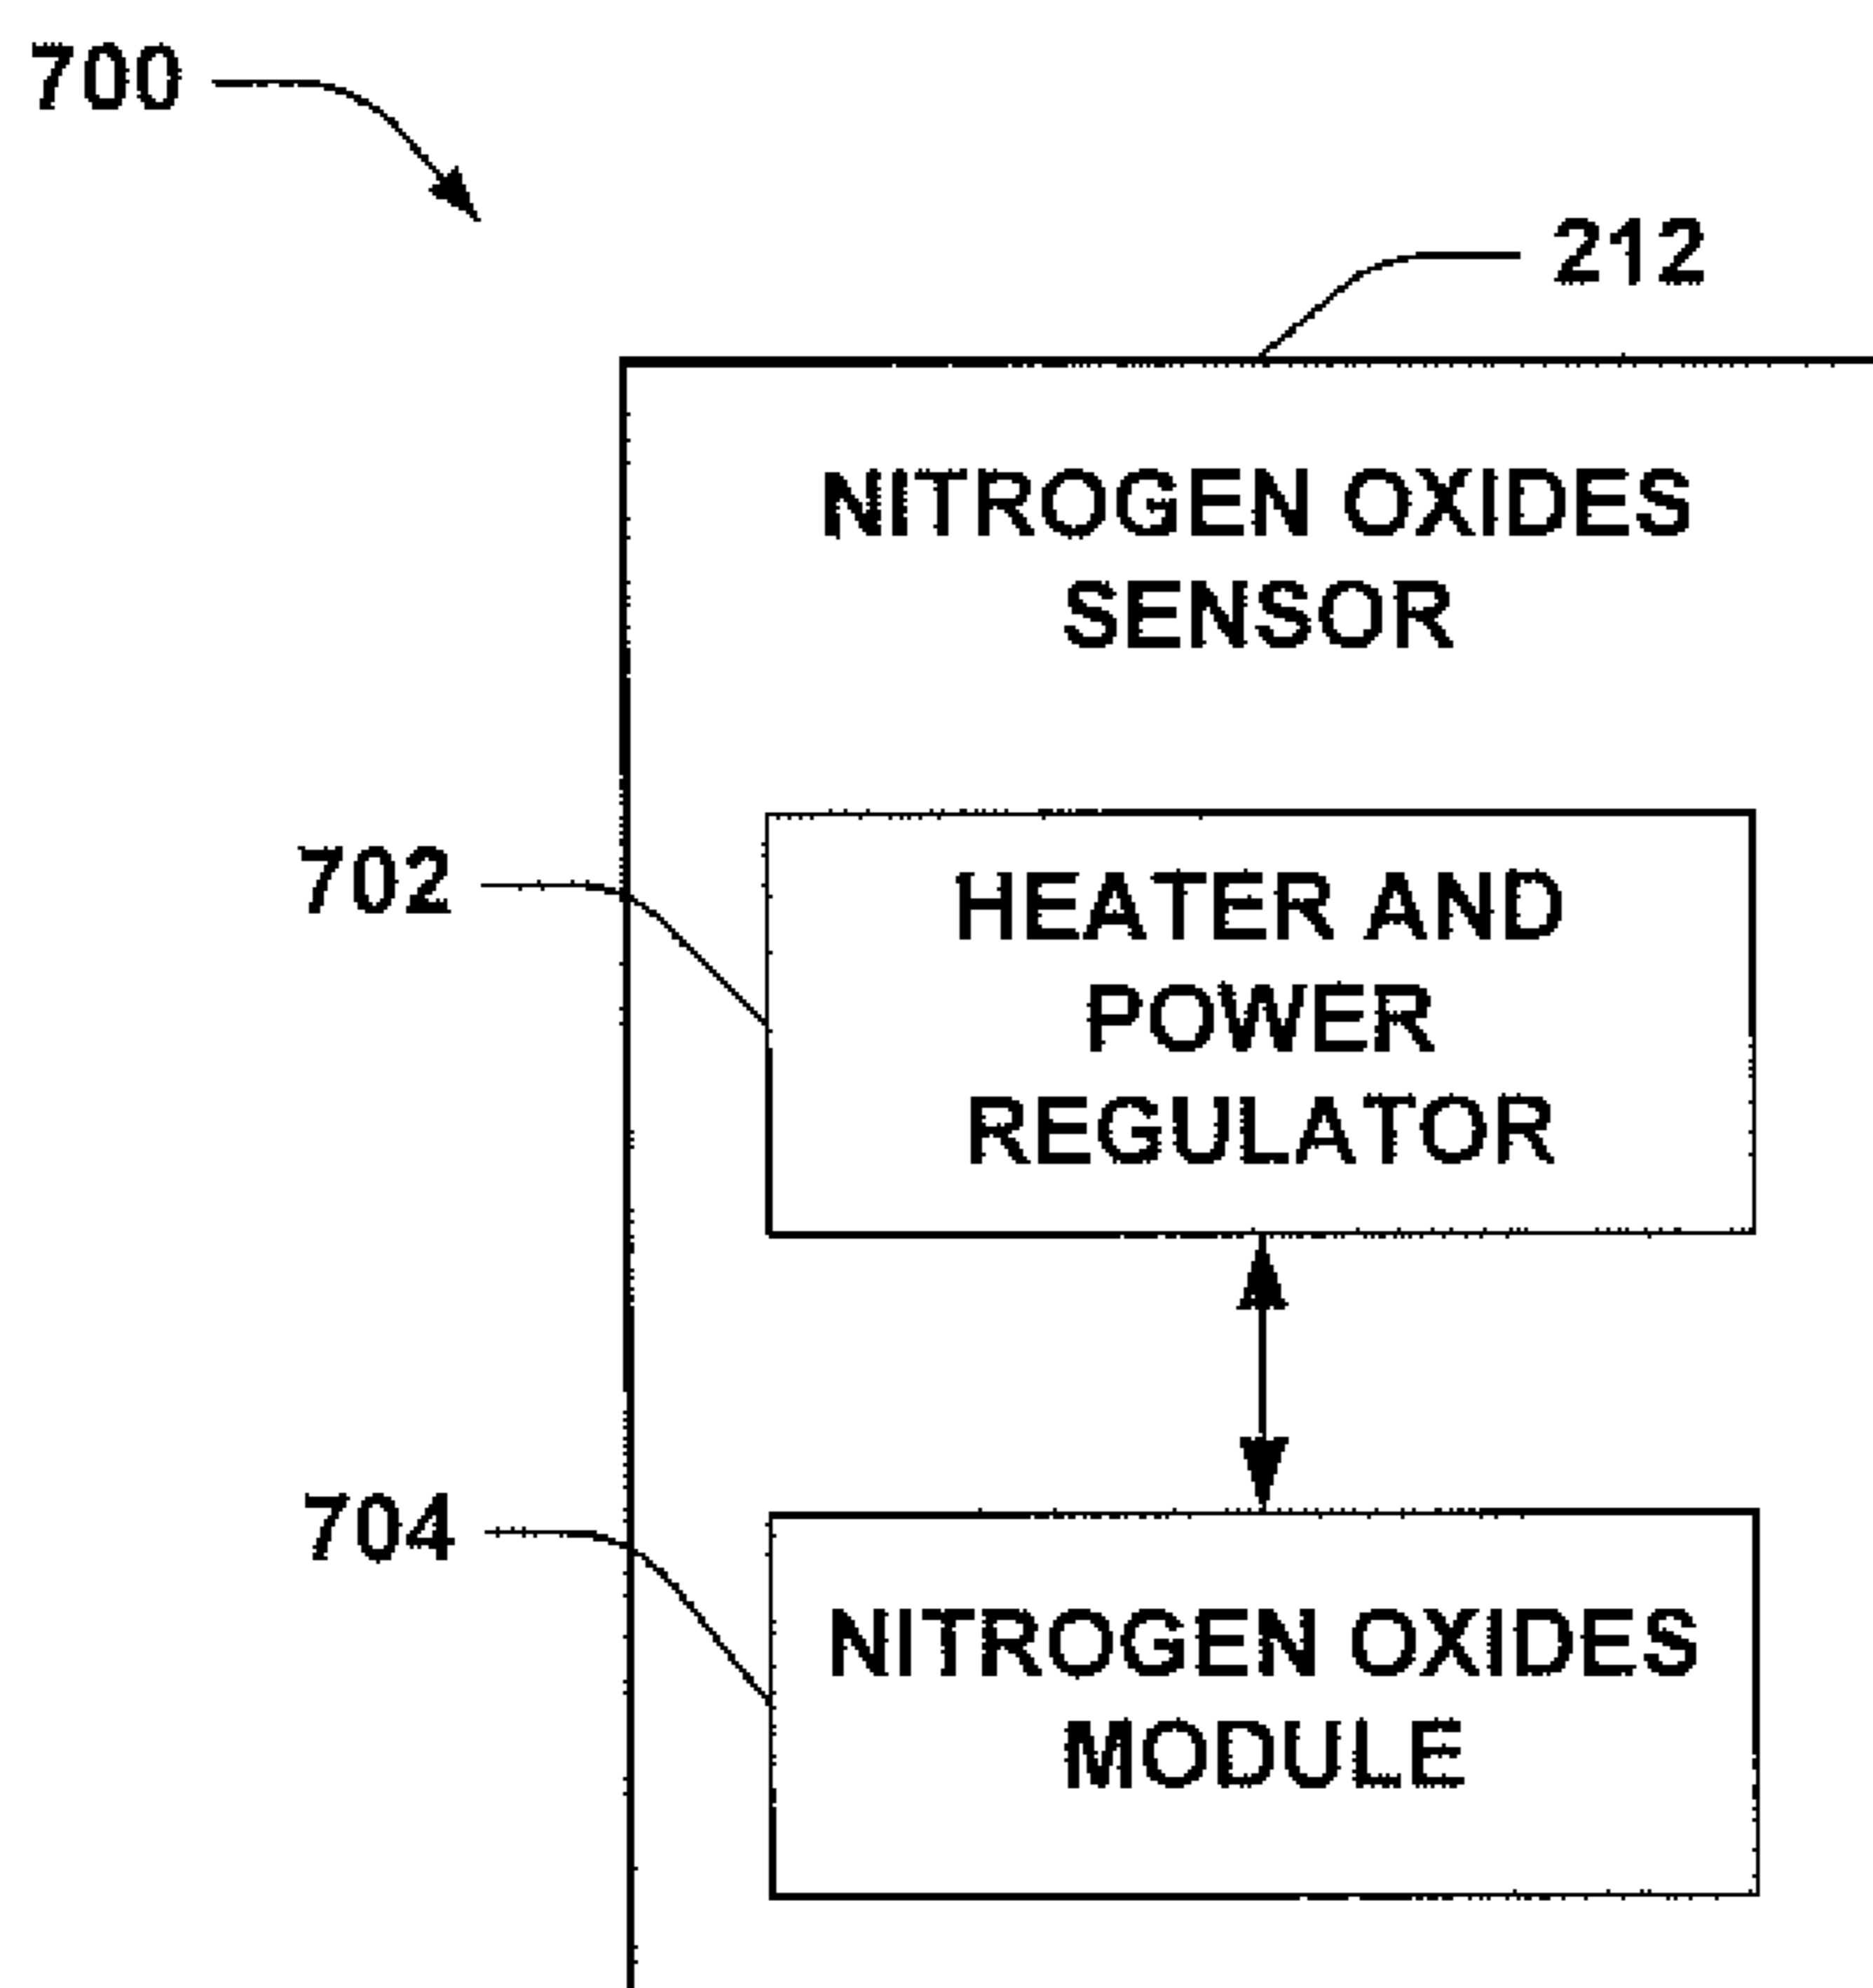 700
212
NITROGEN OXIDES
SENSOR
702
HEATER AND
POWER
REGULATOR
704
NITROGEN OXIDES
MODULE